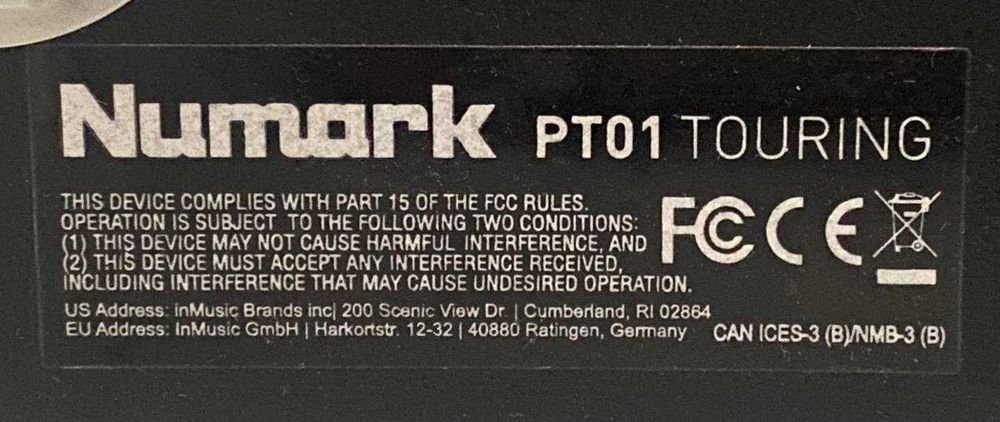 Numark PT01 TOURING
THIS DEVICE COMPLIES WITH PART 15 OF THE FCC RULES.
OPERATION IS SUBJECT TO THE FOLLOWING TWO CONDITIONS:
(1) THIS DEVICE MAY NOT CAUSE HARMFUL INTERFERENCE, AND
(2) THIS DEVICE MUST ACCEPT ANY INTERFERENCE RECEIVED,
INCLUDING INTERFERENCE THAT MAY CAUSE UNDESIRED OPERATION.
FC CE
US Address: inMusic Brands inc| 200 Scenic View Dr. | Cumberland, RI 02864
EU Address: InMusic GmbH | Harkortstr. 12-32 | 40880 Ratingen, Germany
CAN ICES-3 (B)/NMB-3 (B)